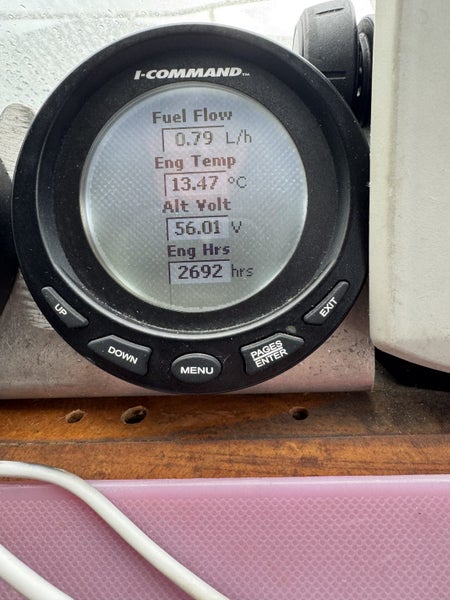 I-COMMAND™
Fuel Flow
0.79 L/h
Eng Temp
13.47 °C
Alt Volt
56.01 V
Eng Hrs
2692 hrs
UP
DOWN
MENU
PAGES
ENTER
EXIT